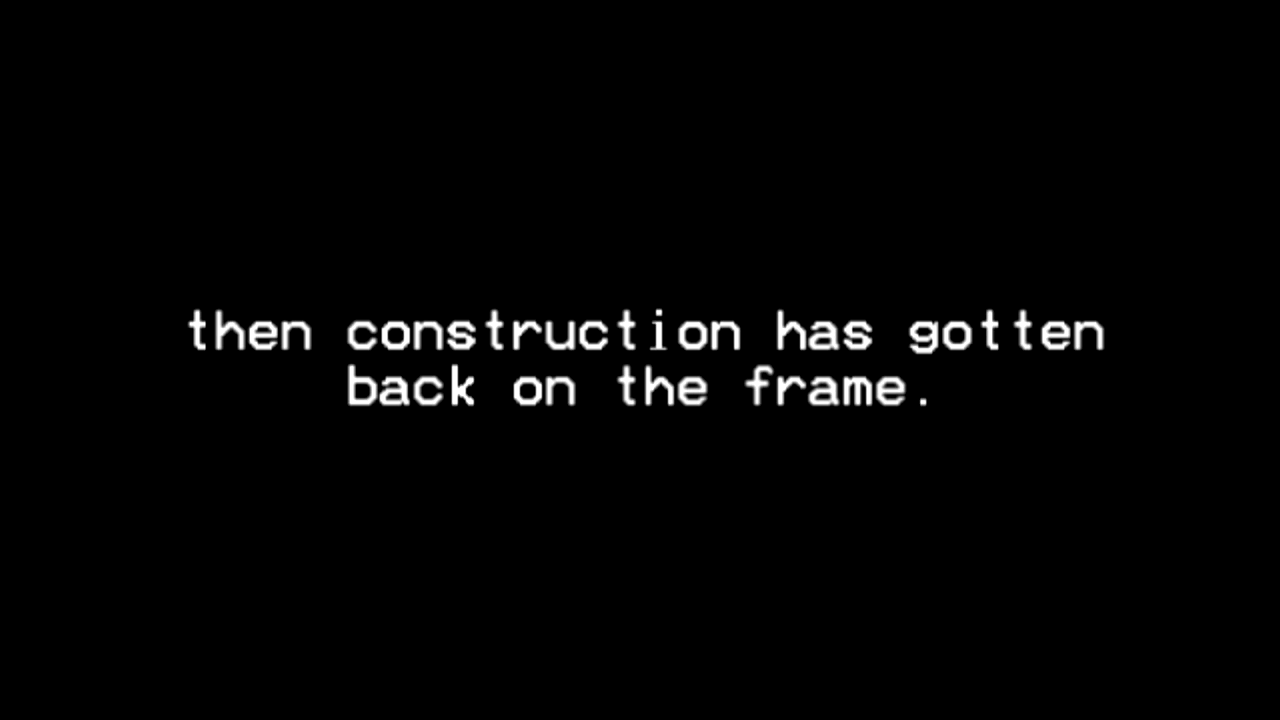 then construction has gotten
back on the frame.